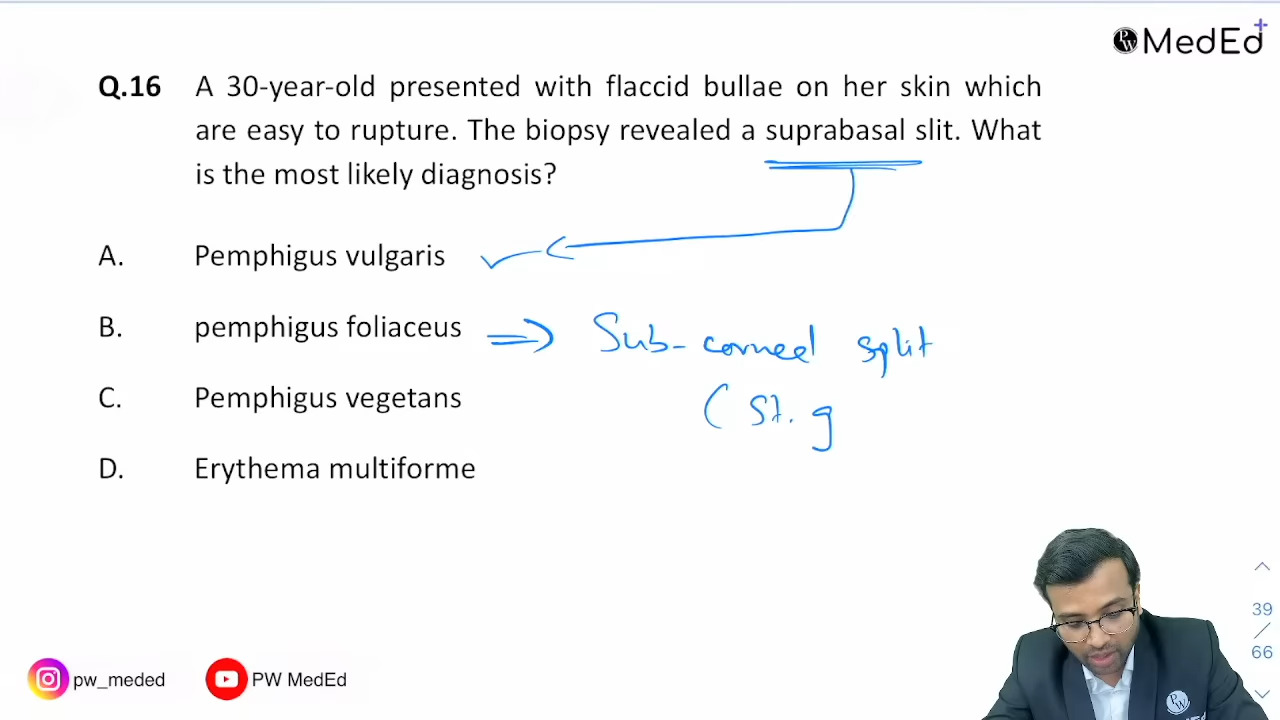 PW MedEd
Q.16 A 30-year-old presented with flaccid bullae on her skin which
are easy to rupture. The biopsy revealed a suprabasal slit. What
is the most likely diagnosis?
A. Pemphigus vulgaris
B. pemphigus foliaceus => Sub-corneal split
(St. g
C. Pemphigus vegetans
D. Erythema multiforme
39
/
66
pw_meded PW MedEd
PW